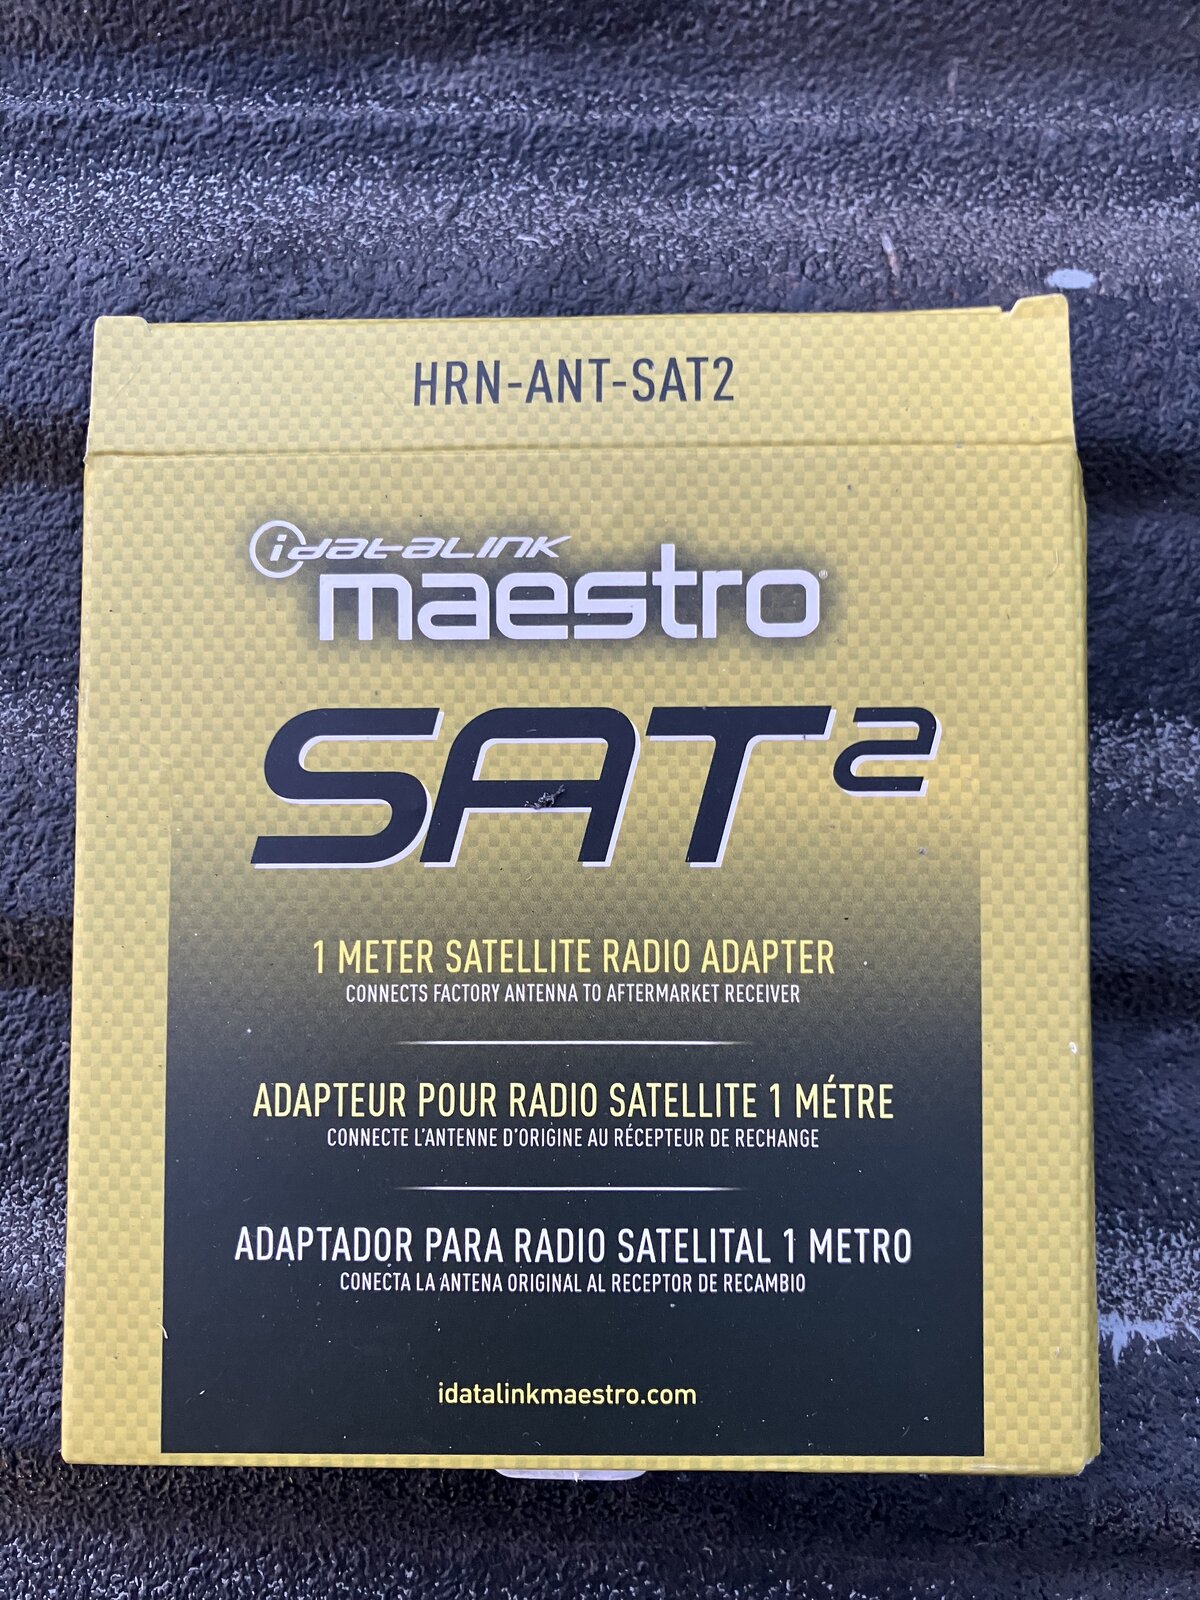 HRN-ANT-SAT2
idatalink
maestro®
SAT2
1 METER SATELLITE RADIO ADAPTER
CONNECTS FACTORY ANTENNA TO AFTERMARKET RECEIVER
ADAPTEUR POUR RADIO SATELLITE 1 MÉTRE
CONNECTE L'ANTENNE D'ORIGINE AU RÉCEPTEUR DE RECHANGE
ADAPTADOR PARA RADIO SATELITAL 1 METRO
CONECTA LA ANTENA ORIGINAL AL RECEPTOR DE RECAMBIO
idatalinkmaestro.com